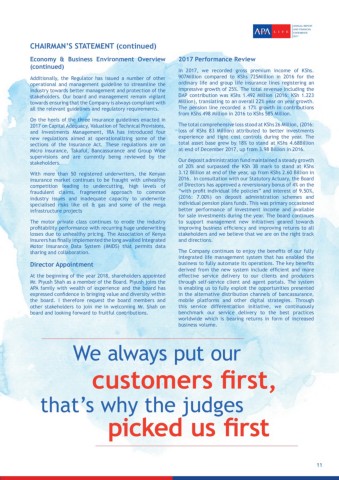 ANNUAL REPORT
AND FINANCIAL
STATEMENTS
2017
APA LIFE
CHAIRMAN'S STATEMENT (continued)
Economy & Business Environment Overview
(continued)
Additionally, the Regulator has issued a number of other
operational and management guideline to streamline the
industry towards better management and protection of the
stakeholders. Our board and management remain vigilant
towards ensuring that the Company is always compliant with
all the relevant guidelines and regulatory requirements.
On the heels of the three insurance guidelines enacted in
2017 on Capital Adequacy, Valuation of Technical Provisions,
and Investments Management, IRA has introduced four
new regulations aimed at operationalising some of the
sections of the Insurance Act. These regulations are on
Micro Insurance, Takaful, Bancassurance and Group Wide
supervisions and are currently being reviewed by the
stakeholders.
With more than 50 registered underwriters, the Kenyan
insurance market continues to be fraught with unhealthy
competition leading to undercutting, high levels of
fraudulent claims, fragmented approach to common
industry issues and inadequate capacity to underwrite
specialised risks like oil & gas and some of the mega
infrastructure projects
The motor private class continues to erode the industry
profitability performance with recurring huge underwriting
losses due to unhealthy pricing. The Association of Kenya
Insurers has finally implemented the long awaited Integrated
Motor Insurance Data System (IMIDS) that permits data
sharing and collaboration.
Director Appointment
At the beginning of the year 2018, shareholders appointed
Mr. Piyush Shah as a member of the Board. Piyush joins the
APA family with wealth of experience and the board has
expressed confidence in bringing value and diversity within
the board. I therefore request the board members and
other stakeholders to join me in welcoming Mr. Shah on
board and looking forward to fruitful contributions.
2017 Performance Review
In 2017, we recorded gross premium income of KShs.
907Million compared to KShs 725Million in 2016 for the
ordinary life and group life insurance lines registering an
impressive growth of 25%. The total revenue including the
DAP contribution was KShs 1.492 Million (2016: KSh 1.223
Million), translating to an overall 22% year on year growth.
The pension line recorded a 17% growth in contributions
from KShs 498 million in 2016 to KShs 585 Million.
The total comprehensive loss stood at KShs 26 Million, (2016:
loss of KShs 83 Million) attributed to better investments
experience and tight cost controls during the year. The
total asset base grew by 18% to stand at KShs 4.68Billion
at end of December 2017, up from 3.98 Billion in 2016.
Our deposit administration fund maintained a steady growth
of 20% and surpassed the KSh 3B mark to stand at KShs
3.12 Billion at end of the year, up from KShs 2.60 Billion in
2016. In consultation with our Statutory Actuary, the Board
of Directors has approved a reversionary bonus of 4% on the
"with profit individual life policies" and interest of 9.50%,
(2016: 7.00%) on deposit administration schemes and
individual pension plans funds. This was primary occasioned
better performance of investment income and available
for sale investments during the year. The board continues
to support management now initiatives geared towards
improving business efficiency and improving returns to all
stakeholders and we believe that we are on the right track
and directions.
The Company continues to enjoy the benefits of our fully
integrated life management system that has enabled the
business to fully automate its operations. The key benefits
derived from the new system include efficient and more
effective service delivery to our clients and producers
through self-service client and agent portals. The system
is enabling us to fully exploit the opportunities presented
in the alternative distribution channels of bancassurance,
mobile platforms and other digital strategies. Through
this service differentiation initiative, we continuously
benchmark our service delivery to the best practices
worldwide which is bearing returns in form of increased
business volume.
We always put our
customers first,
that's why the judges
picked us first
11